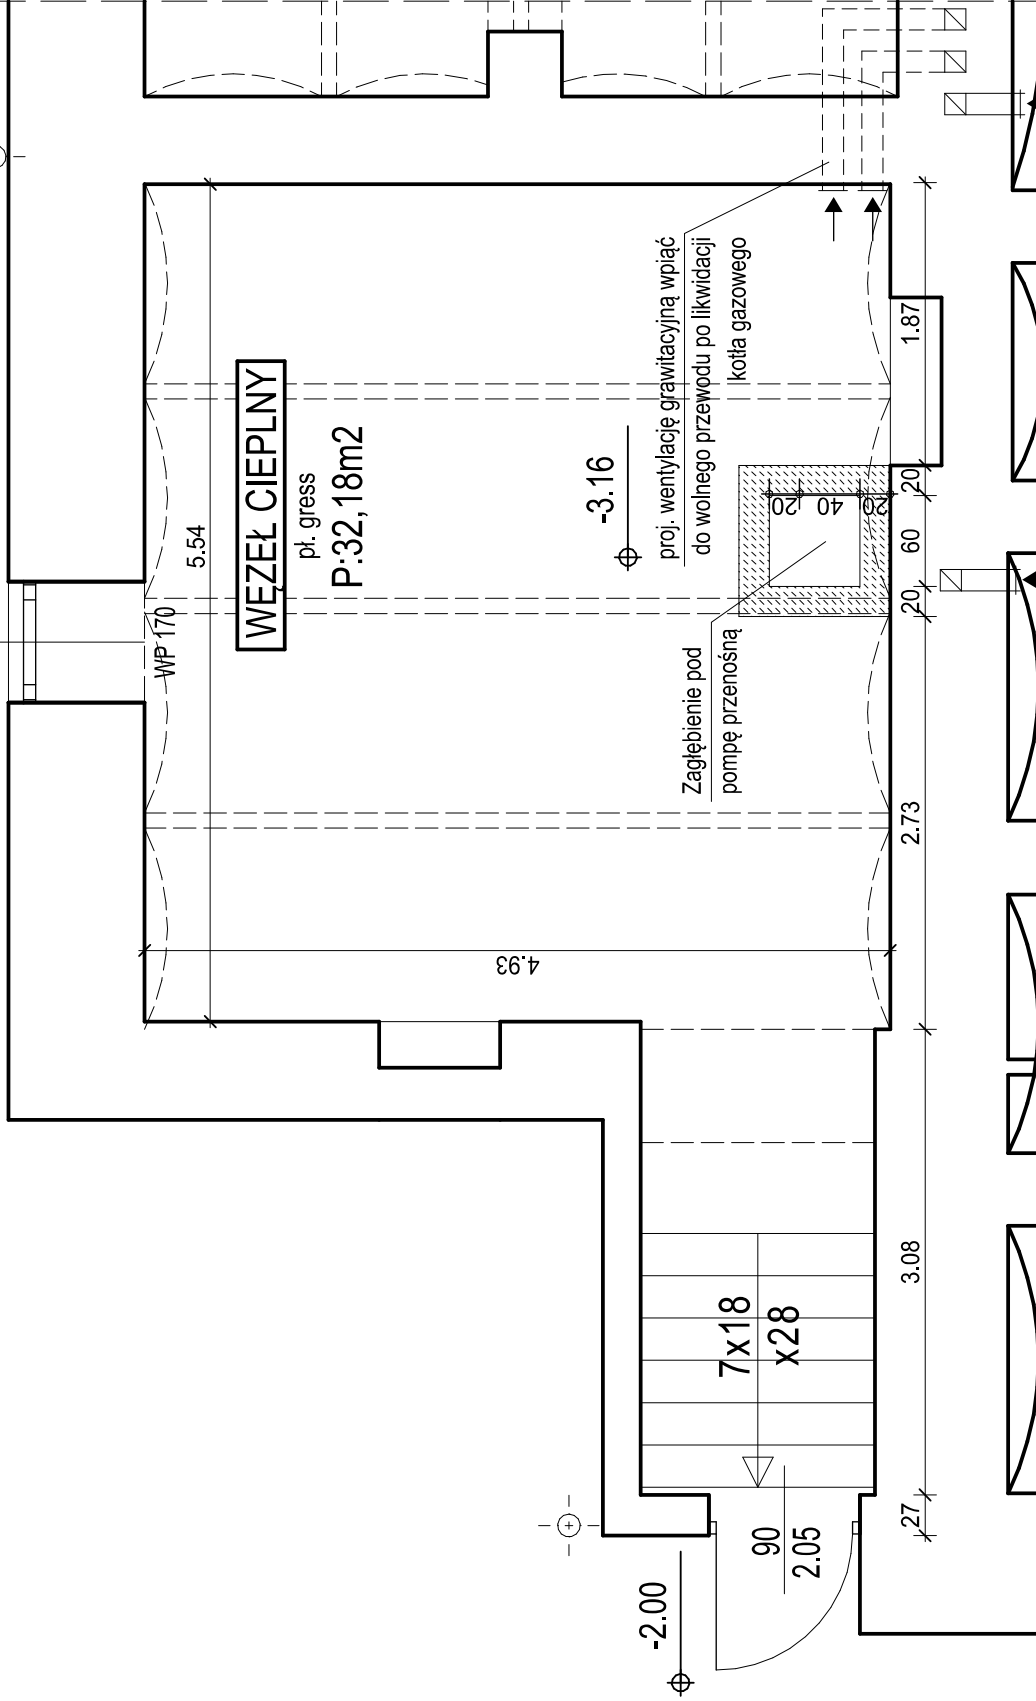 WĘZEŁ CIEPLNY
pł. gress
P:32,18m2
5.54
WP 170
-3.16
proj. wentylację grawitacyjną wpiąć
do wolnego przewodu po likwidacji
kotła gazowego
Zagłębienie pod
pompę przenośną
20
40
20
4.93
1.87
20
60
20
2.73
3.08
27
7x18
x28
90
2.05
-2.00